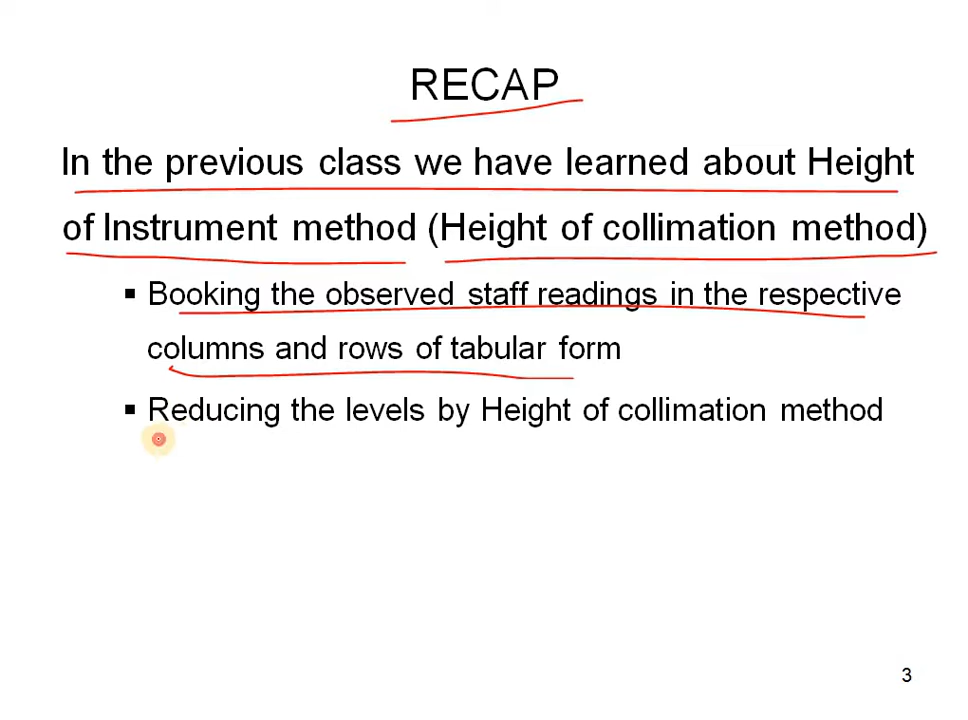 RECAP
In the previous class we have learned about Height
of Instrument method (Height of collimation method)
▪ Booking the observed staff readings in the respective
columns and rows of tabular form
▪ Reducing the levels by Height of collimation method
3